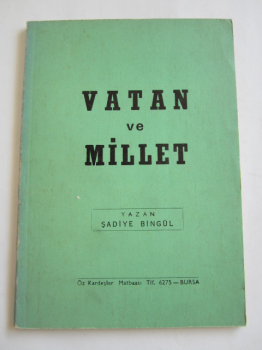 VATAN
ve
MİLLET
YAZAN
ŞADİYE BİNGÜL
Öz Kardeşler Matbaası Tlf. 6275 — BURSA